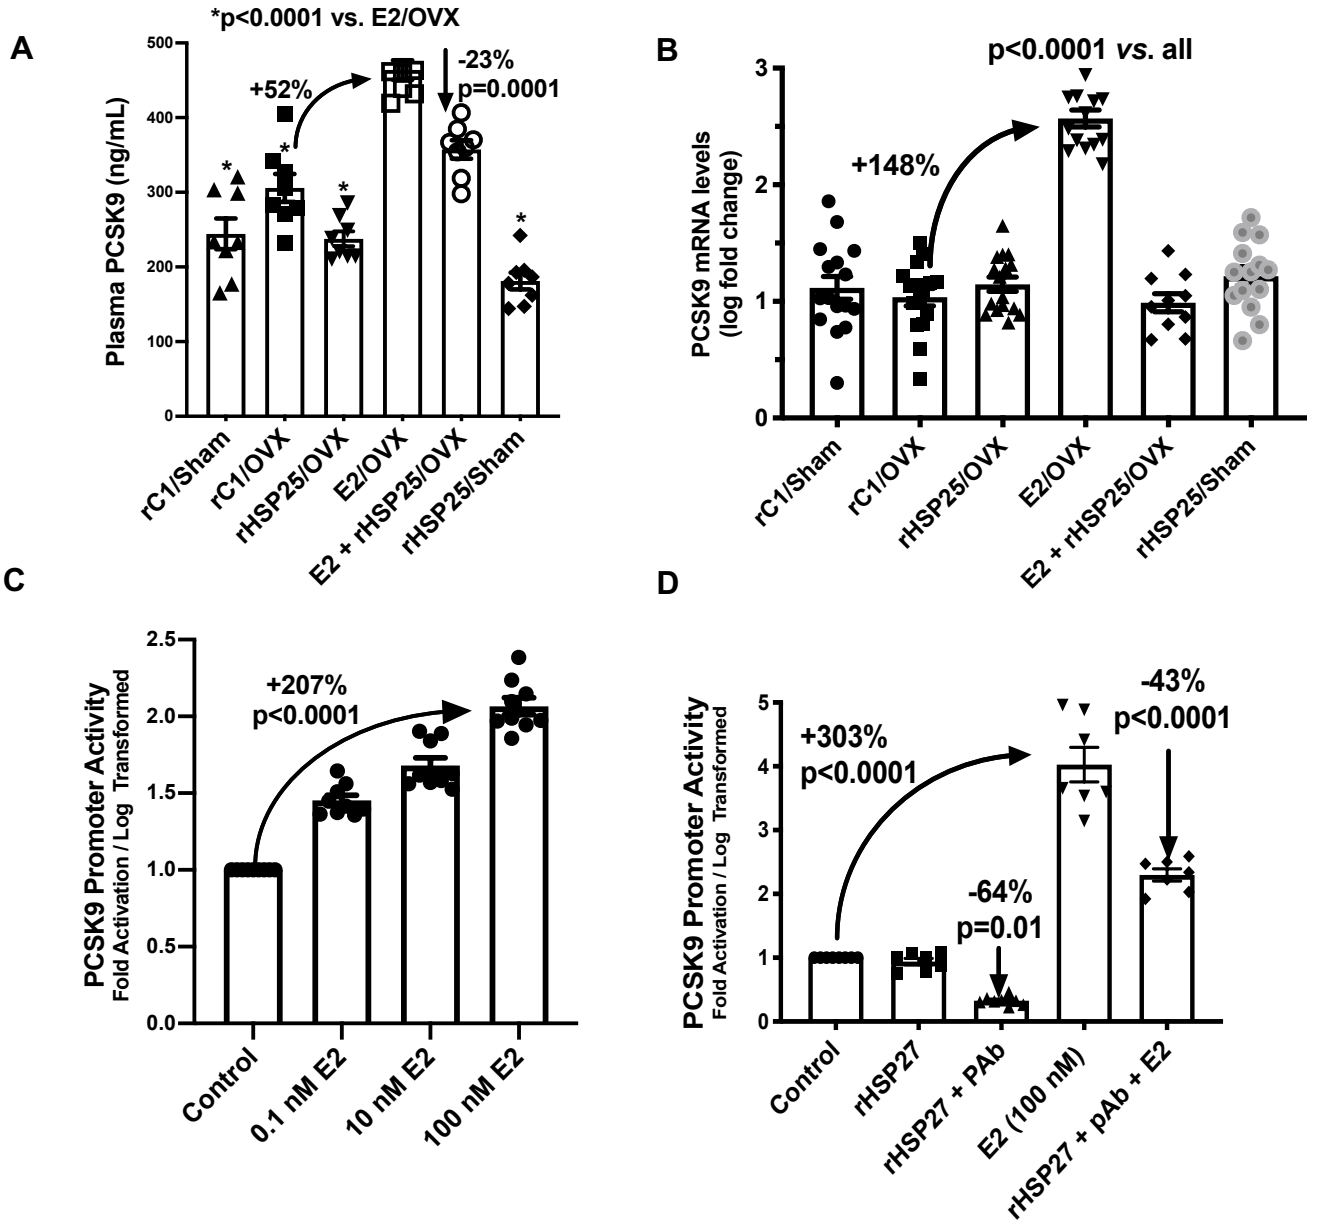 A
*p<0.0001 vs. E2/OVX
Plasma PCSK9 (ng/mL)
500
400
300
200
100
0
+52%
-23%
p=0.0001
*
*
*
*
rC1/Sham
rC1/OVX
rHSP25/OVX
E2/OVX
E2 + rHSP25/OVX
rHSP25/Sham
B
p<0.0001 vs. all
PCSK9 mRNA levels
(log fold change)
3
2
1
0
+148%
rC1/Sham
rC1/OVX
rHSP25/OVX
E2/OVX
E2 + rHSP25/OVX
rHSP25/Sham
C
PCSK9 Promoter Activity
Fold Activation / Log Transformed
2.5
2.0
1.5
1.0
0.5
0.0
+207%
p<0.0001
Control
0.1 nM E2
10 nM E2
100 nM E2
D
PCSK9 Promoter Activity
Fold Activation / Log Transformed
5
4
3
2
1
0
+303%
p<0.0001
-64%
p=0.01
-43%
p<0.0001
Control
rHSP27
rHSP27 + PAb
E2 (100 nM)
rHSP27 + pAb + E2